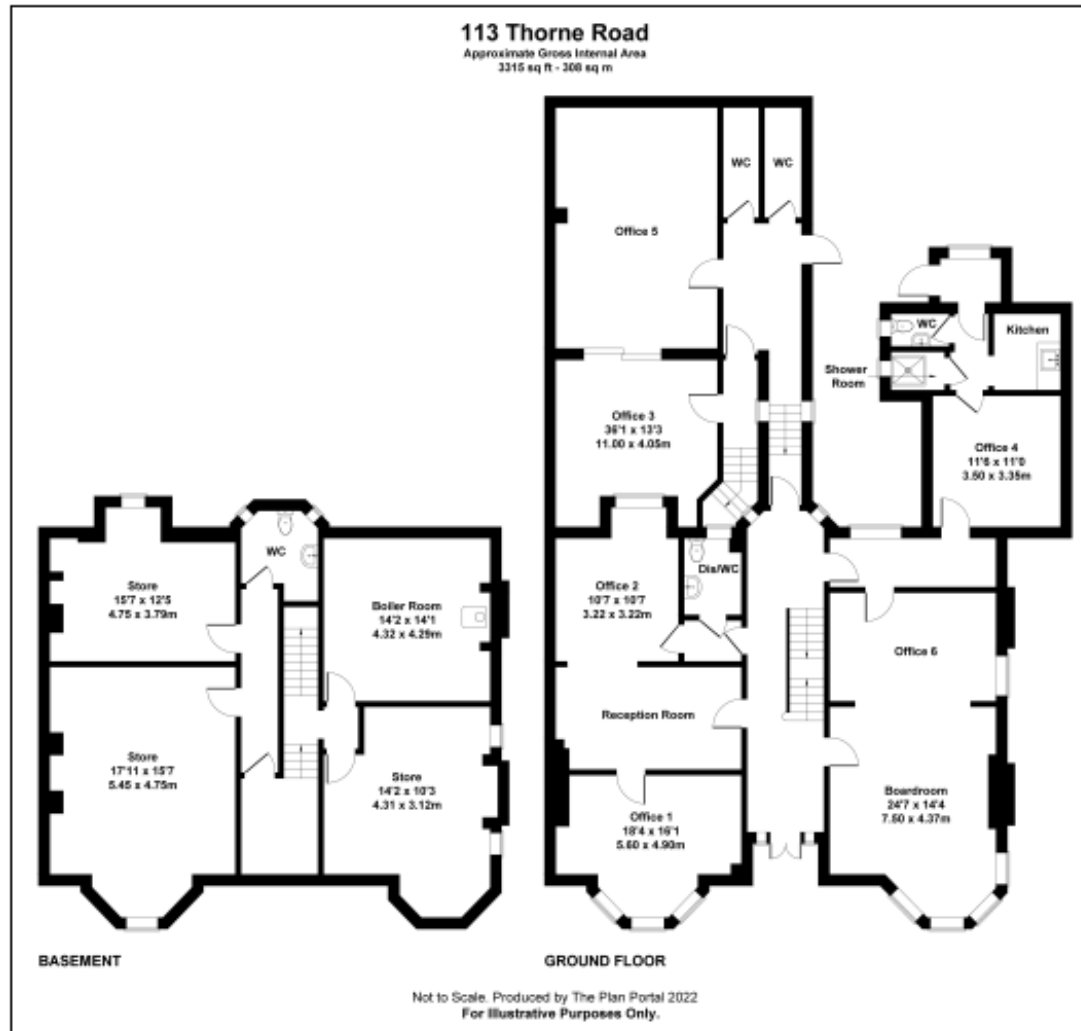 113 Thorne Road
Approximate Gross Internal Area
3315 sq ft - 308 sq m
WC
WC
Office 5
WC
Kitchen
Shower
Room
Office 3
36'1 x 13'3
11.00 x 4.05m
Office 4
11'6 x 11'0
3.50 x 3.35m
WC
Store
15'7 x 12'5
4.75 x 3.79m
Boiler Room
14'2 x 14'1
4.32 x 4.29m
Dis/WC
Office 2
10'7 x 10'7
3.22 x 3.22m
Office 6
Reception Room
Store
17'11 x 15'7
5.45 x 4.75m
Store
14'2 x 10'3
4.31 x 3.12m
Office 1
18'4 x 16'1
5.60 x 4.90m
Boardroom
24'7 x 14'4
7.50 x 4.37m
BASEMENT
GROUND FLOOR
Not to Scale. Produced by The Plan Portal 2022
For Illustrative Purposes Only.